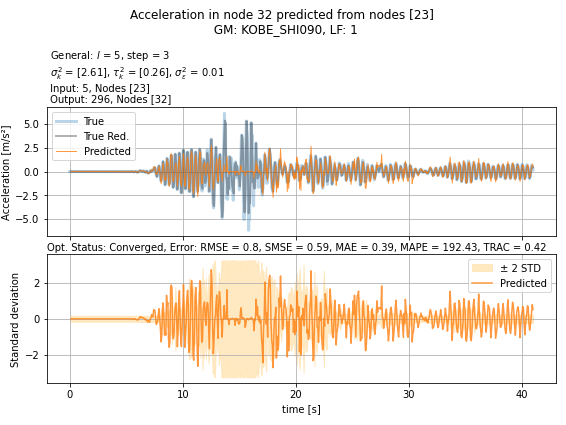 Acceleration in node 32 predicted from nodes [23]
GM: KOBE_SHI090, LF: 1
General: l = 5, step = 3
σ²ₖ = [2.61], τ²ₖ = [0.26], σ²ε = 0.01
Input: 5, Nodes [23]
Output: 296, Nodes [32]
Acceleration [m/s²]
5.0
2.5
0.0
−2.5
−5.0
True
True Red.
Predicted
Opt. Status: Converged, Error: RMSE = 0.8, SMSE = 0.59, MAE = 0.39, MAPE = 192.43, TRAC = 0.42
Standard deviation
2
0
−2
± 2 STD
Predicted
0
10
20
30
40
time [s]